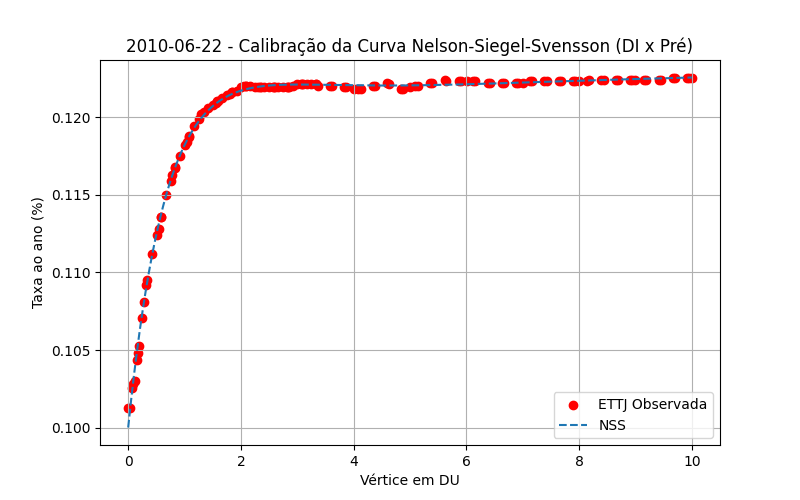 2010-06-22 - Calibração da Curva Nelson-Siegel-Svensson (DI x Pré)
Taxa ao ano (%)
0.120
0.115
0.110
0.105
0.100
ETTJ Observada
NSS
0 2 4 6 8 10
Vértice em DU